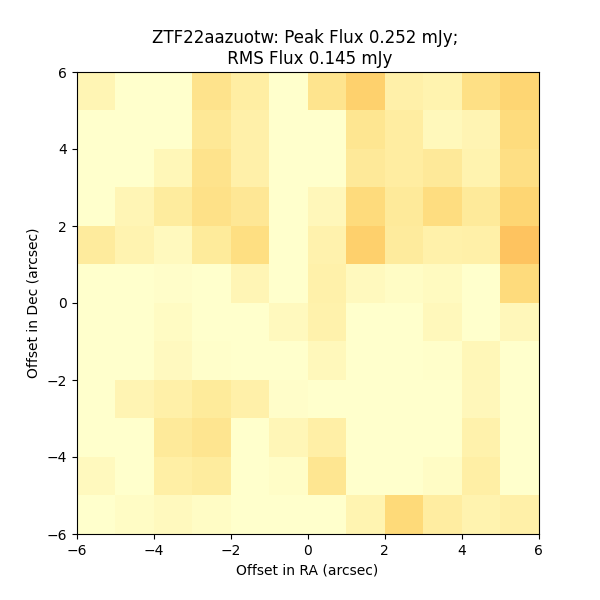 ZTF22aazuotw: Peak Flux 0.252 mJy;
RMS Flux 0.145 mJy
6
4
2
0
−2
−4
−6
Offset in Dec (arcsec)
−6 −4 −2 0 2 4 6
Offset in RA (arcsec)